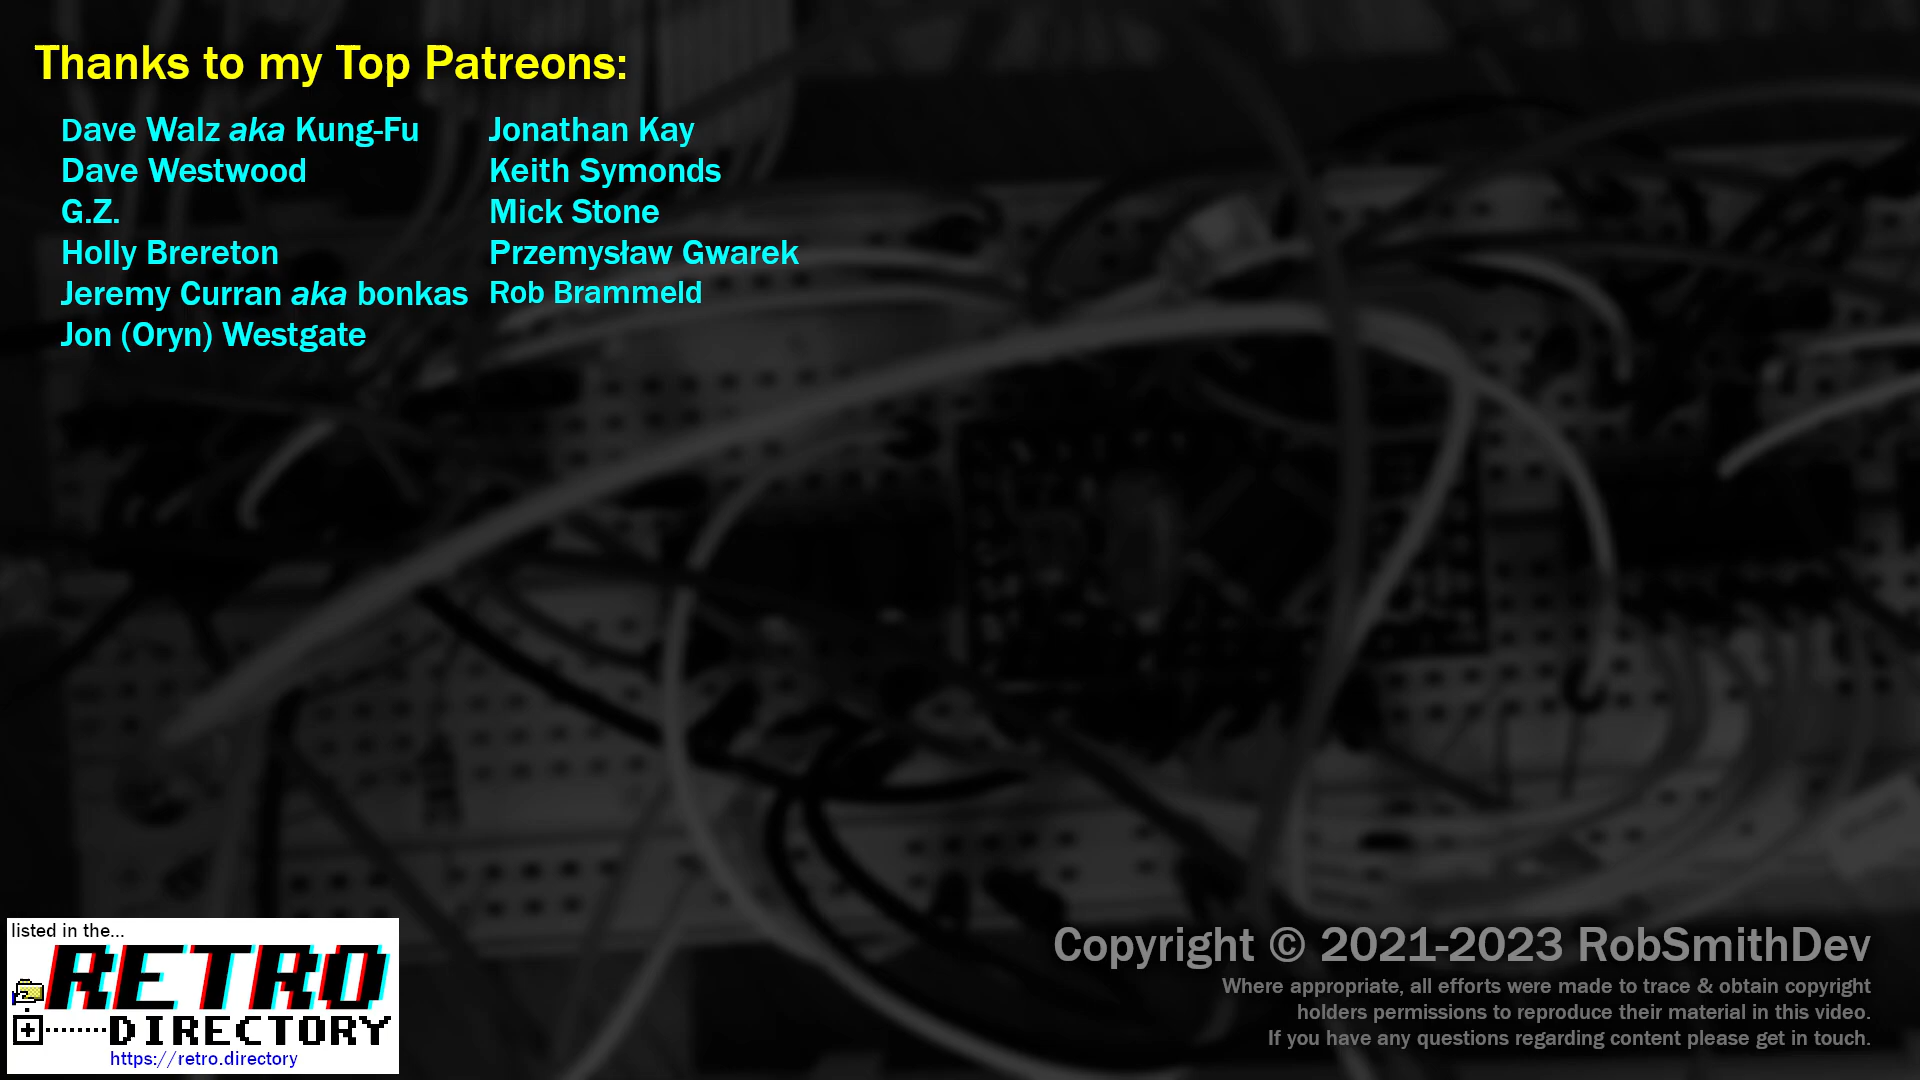 Thanks to my Top Patreons:
Dave Walz aka Kung-Fu
Dave Westwood
G.Z.
Holly Brereton
Jeremy Curran aka bonkas
Jon (Oryn) Westgate
Jonathan Kay
Keith Symonds
Mick Stone
Przemysław Gwarek
Rob Brammeld
listed in the...
RETRO
DIRECTORY
https://retro.directory
Copyright © 2021-2023 RobSmithDev
Where appropriate, all efforts were made to trace & obtain copyright
holders permissions to reproduce their material in this video.
If you have any questions regarding content please get in touch.